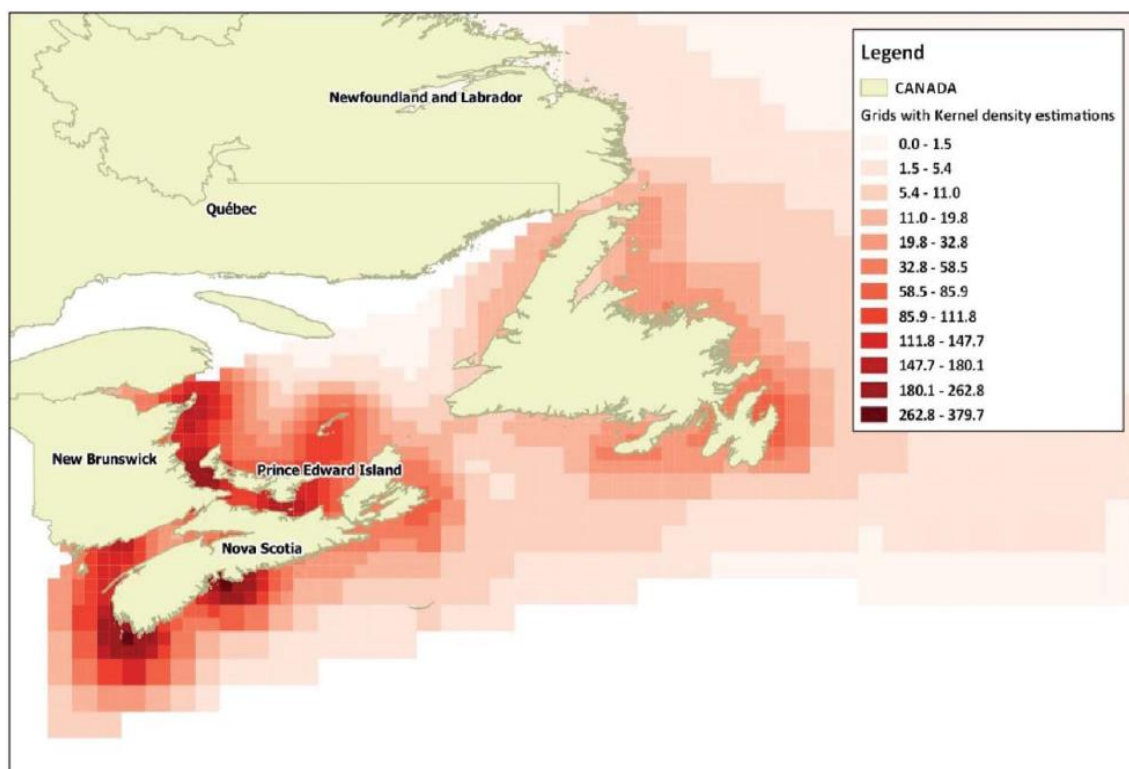 Legend
CANADA
Grids with Kernel density estimations
0.0 - 1.5
1.5 - 5.4
5.4 - 11.0
11.0 - 19.8
19.8 - 32.8
32.8 - 58.5
58.5 - 85.9
85.9 - 111.8
111.8 - 147.7
147.7 - 180.1
180.1 - 262.8
262.8 - 379.7
Newfoundland and Labrador
Québec
New Brunswick
Prince Edward Island
Nova Scotia